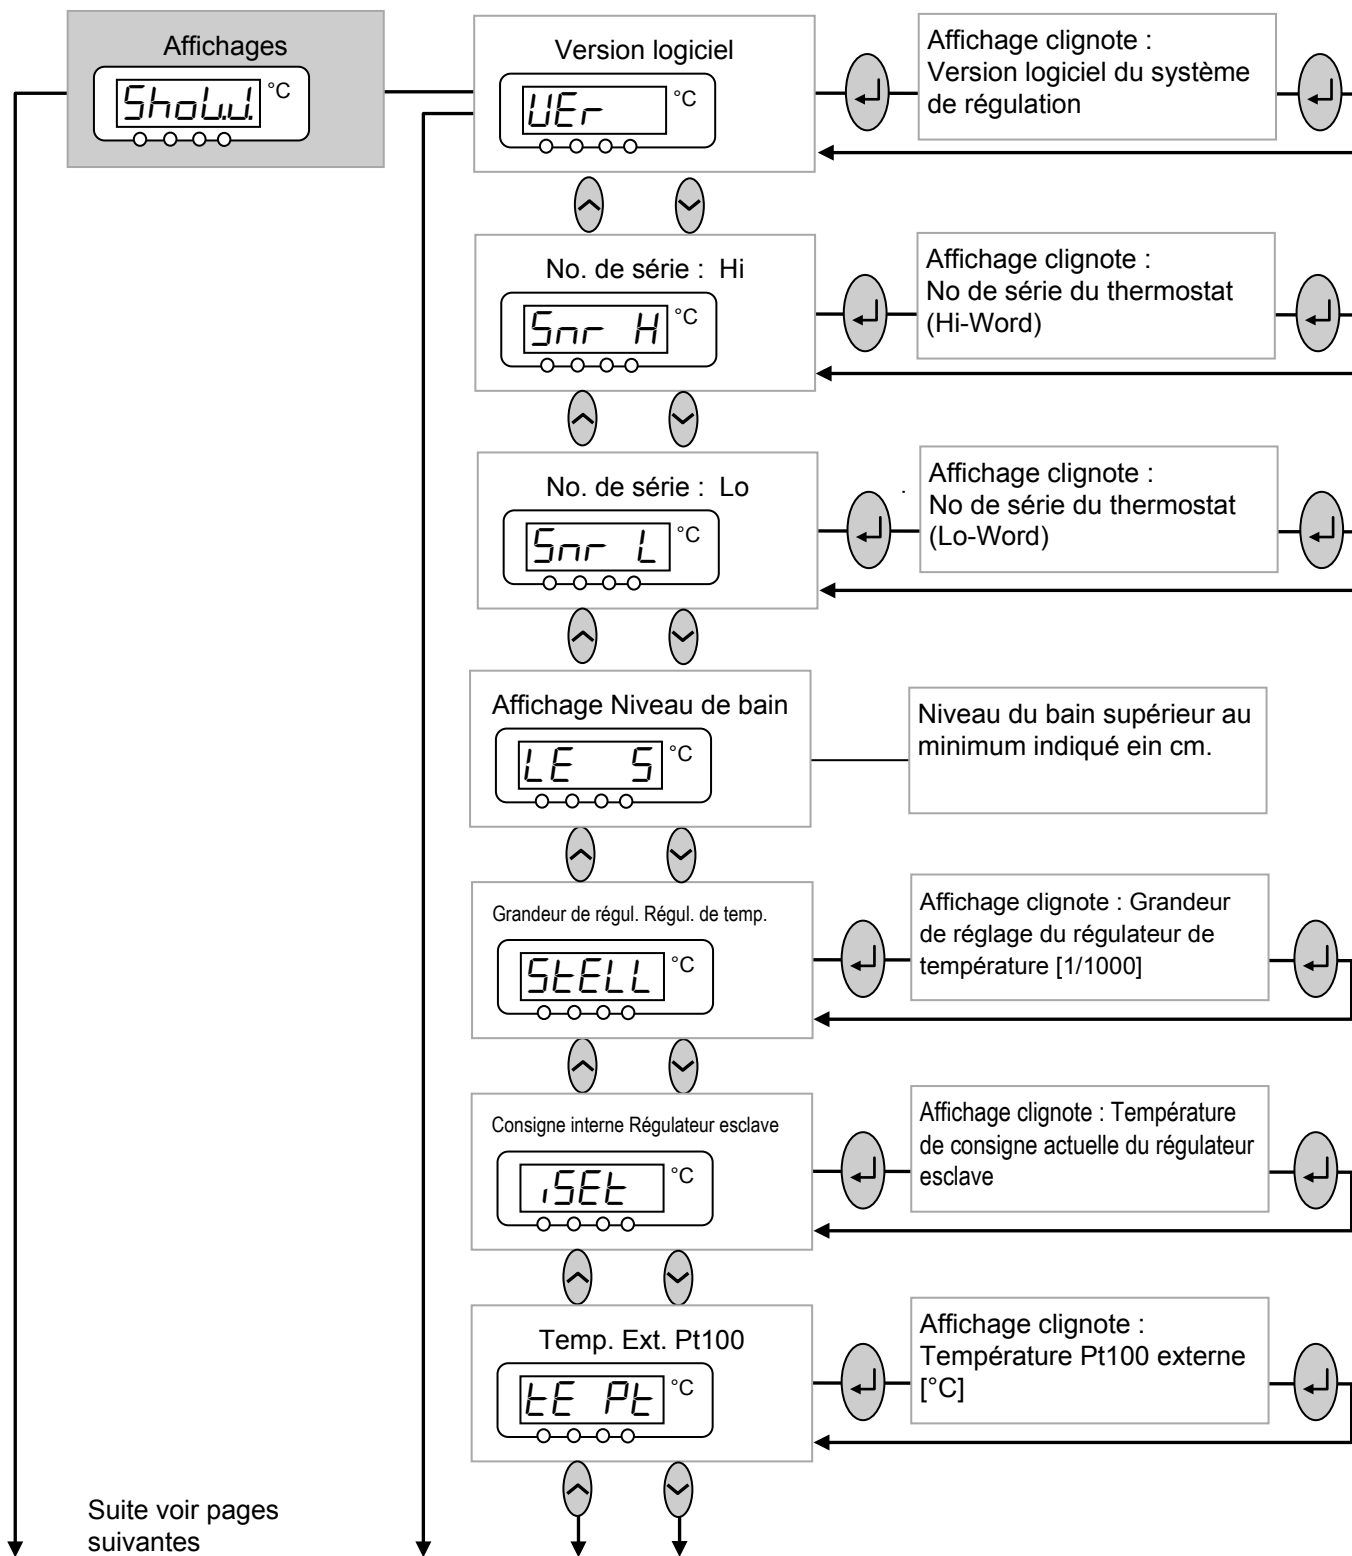 Affichages
Show
°C
Version logiciel
VEr
°C
Affichage clignote :
Version logiciel du système
de régulation
No. de série :  Hi
Snr H
°C
Affichage clignote :
No de série du thermostat
(Hi-Word)
No. de série :  Lo
Snr L
°C
Affichage clignote :
No de série du thermostat
(Lo-Word)
Affichage Niveau de bain
LE 5
°C
Niveau du bain supérieur au
minimum indiqué ein cm.
Grandeur de régul. Régul. de temp.
StELL
°C
Affichage clignote : Grandeur
de réglage du régulateur de
température [1/1000]
Consigne interne Régulateur esclave
iSEt
°C
Affichage clignote : Température
de consigne actuelle du régulateur
esclave
Temp. Ext. Pt100
tE Pt
°C
Affichage clignote :
Température Pt100 externe
[°C]
Suite voir pages
suivantes